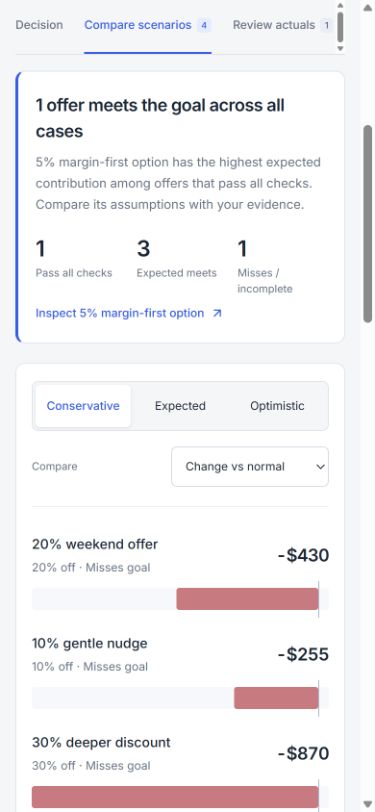 Decision
Compare scenarios 4
Review actuals 1
1 offer meets the goal across all
cases
5% margin-first option has the highest expected
contribution among offers that pass all checks.
Compare its assumptions with your evidence.
1
Pass all checks
3
Expected meets
1
Misses /
incomplete
Inspect 5% margin-first option
Conservative
Expected
Optimistic
Compare
Change vs normal
20% weekend offer
20% off · Misses goal
-$430
10% gentle nudge
10% off · Misses goal
-$255
30% deeper discount
30% off · Misses goal
-$870